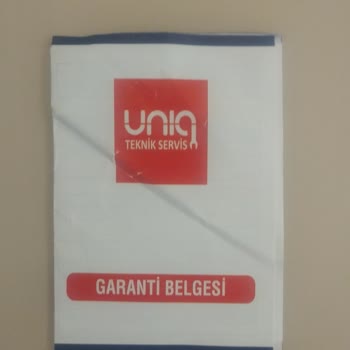 UNIQ
TEKNİK SERVİS
GARANTİ BELGESİ